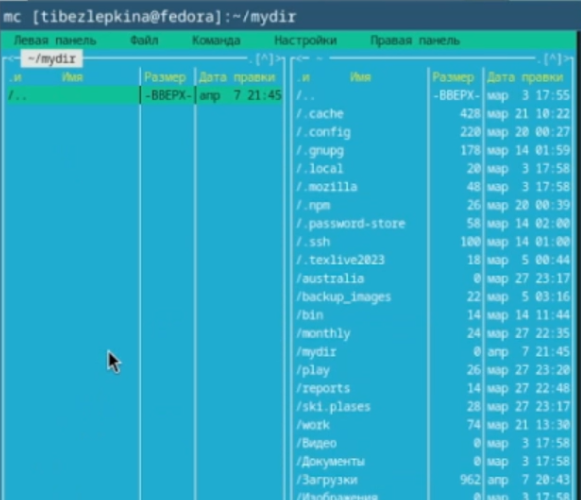 mc [tibezlepkina@fedora]:~/mydir
Левая панель Файл Команда Настройки Правая панель
<— ~/mydir —.[^]> <— ~ —.[^]>
.и Имя Размер Дата правки .и Имя Размер Дата правки
/.. -ВВЕРХ- апр 7 21:45 /.. -ВВЕРХ- мар 3 17:55
/.cache 428 мар 21 10:22
/.config 220 мар 20 00:27
/.gnupg 178 мар 14 01:59
/.local 20 мар 3 17:58
/.mozilla 48 мар 3 17:58
/.npm 26 мар 20 00:39
/.password-store 58 мар 14 02:00
/.ssh 100 мар 14 01:00
/.texlive2023 18 мар 5 00:44
/australia 0 мар 27 23:17
/backup_images 22 мар 5 03:16
/bin 14 мар 14 11:44
/monthly 24 мар 27 22:35
/mydir 0 апр 7 21:45
/play 26 мар 27 23:20
/reports 14 мар 27 22:48
/ski.plases 28 мар 27 23:17
/work 74 мар 21 13:30
/Видео 0 мар 3 17:58
/Документы 0 мар 3 17:58
/Загрузки 962 апр 7 20:43
/Изображения мар 3 17:58